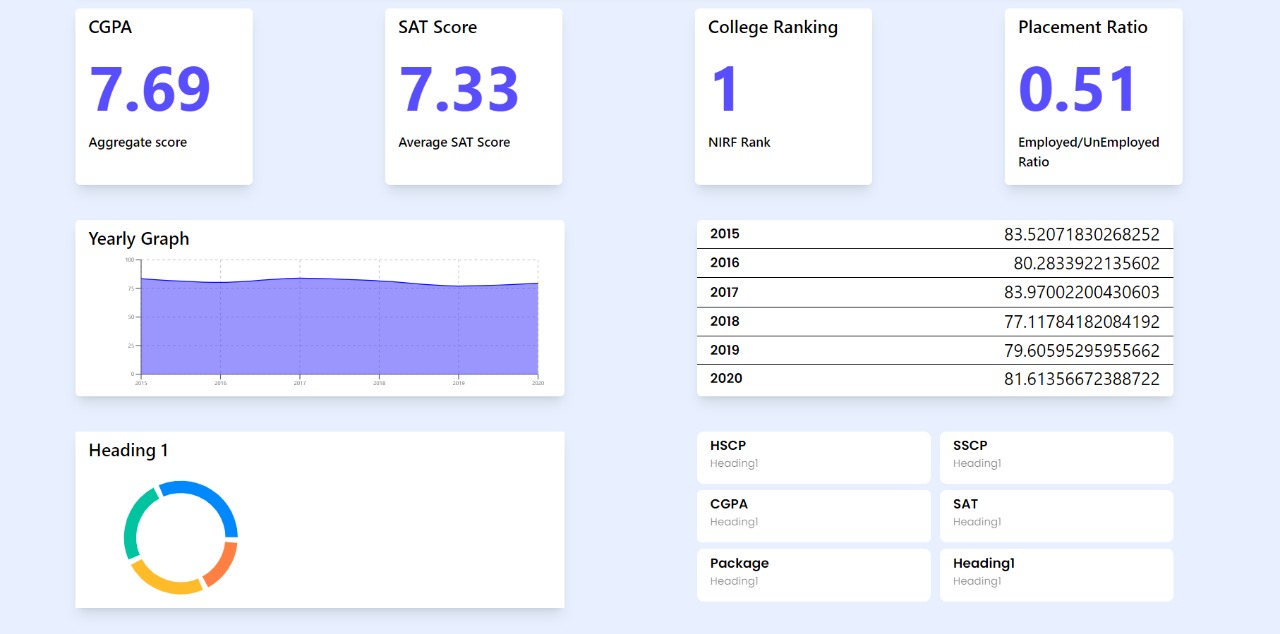 CGPA
7.69
Aggregate score
SAT Score
7.33
Average SAT Score
College Ranking
1
NIRF Rank
Placement Ratio
0.51
Employed/UnEmployed
Ratio
Yearly Graph
100
75
50
25
0
2015 2016 2017 2018 2019 2020
2015 83.52071830268252
2016 80.2833922135602
2017 83.97002200430603
2018 77.11784182084192
2019 79.60595295955662
2020 81.61356672388722
Heading 1
HSCP
Heading1
SSCP
Heading1
CGPA
Heading1
SAT
Heading1
Package
Heading1
Heading1
Heading1